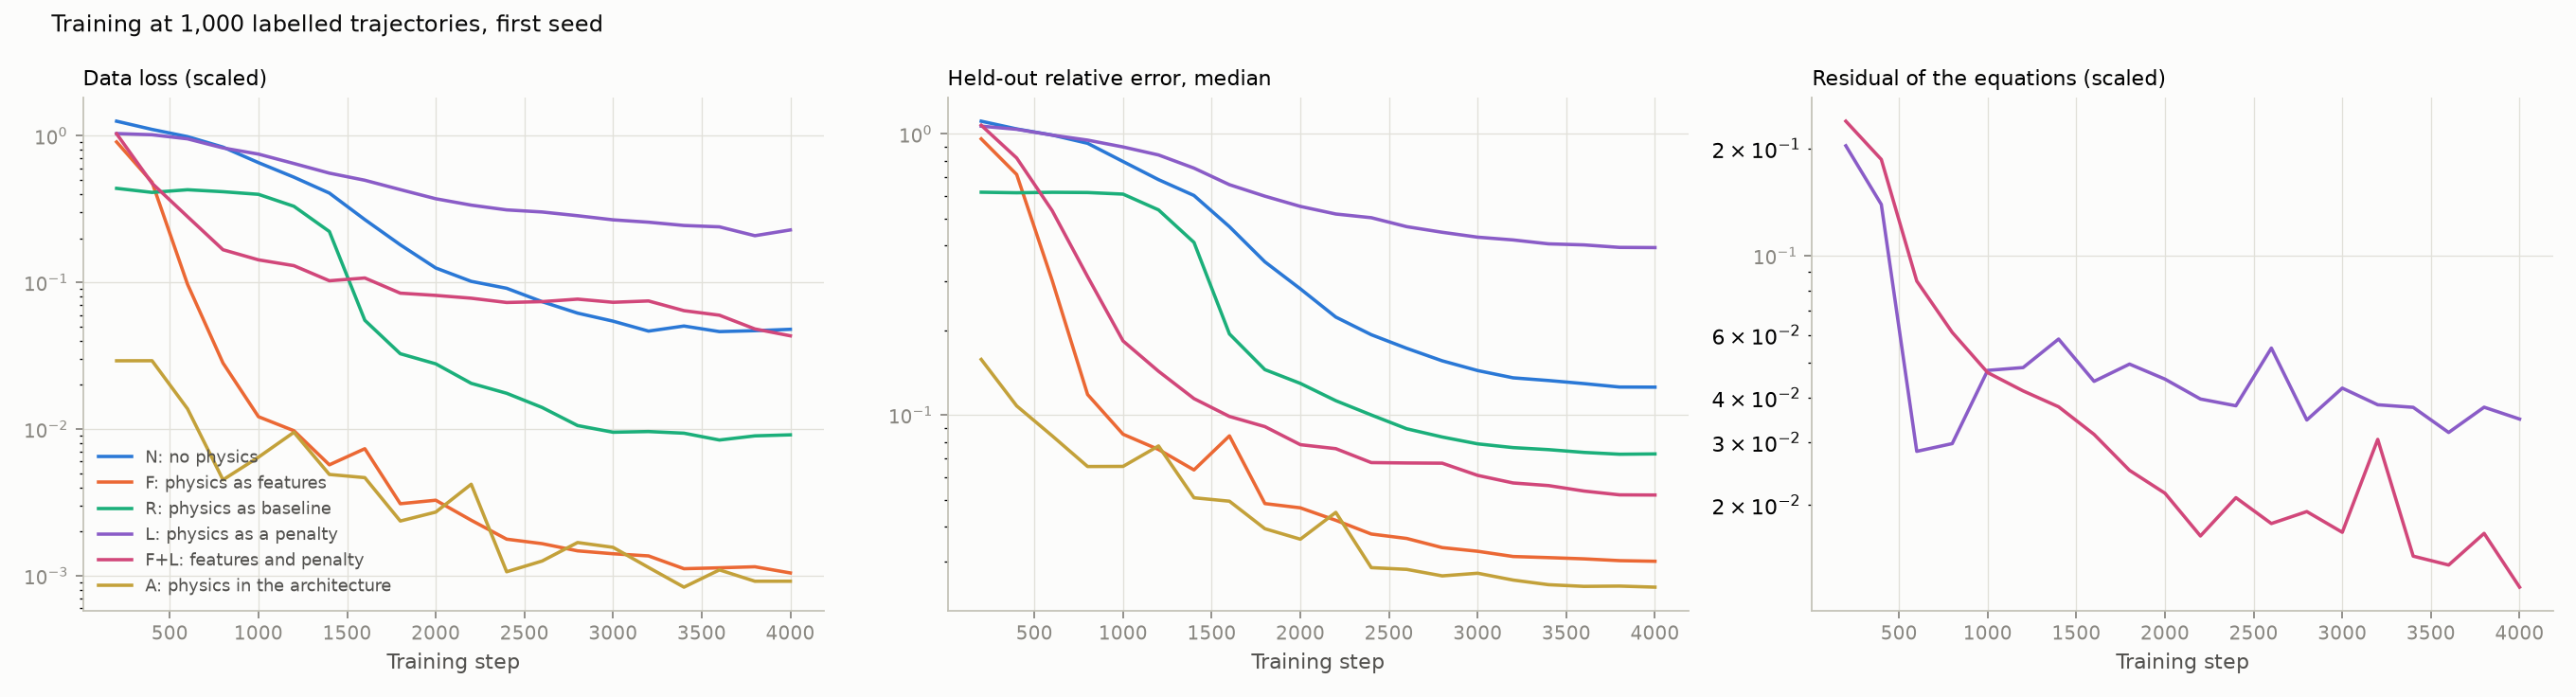 Training at 1,000 labelled trajectories, first seed
Data loss (scaled)
10⁰
10⁻¹
10⁻²
10⁻³
N: no physics
F: physics as features
R: physics as baseline
L: physics as a penalty
F+L: features and penalty
A: physics in the architecture
500 1000 1500 2000 2500 3000 3500 4000
Training step
Held-out relative error, median
10⁰
10⁻¹
500 1000 1500 2000 2500 3000 3500 4000
Training step
Residual of the equations (scaled)
2 × 10⁻¹
10⁻¹
6 × 10⁻²
4 × 10⁻²
3 × 10⁻²
2 × 10⁻²
500 1000 1500 2000 2500 3000 3500 4000
Training step